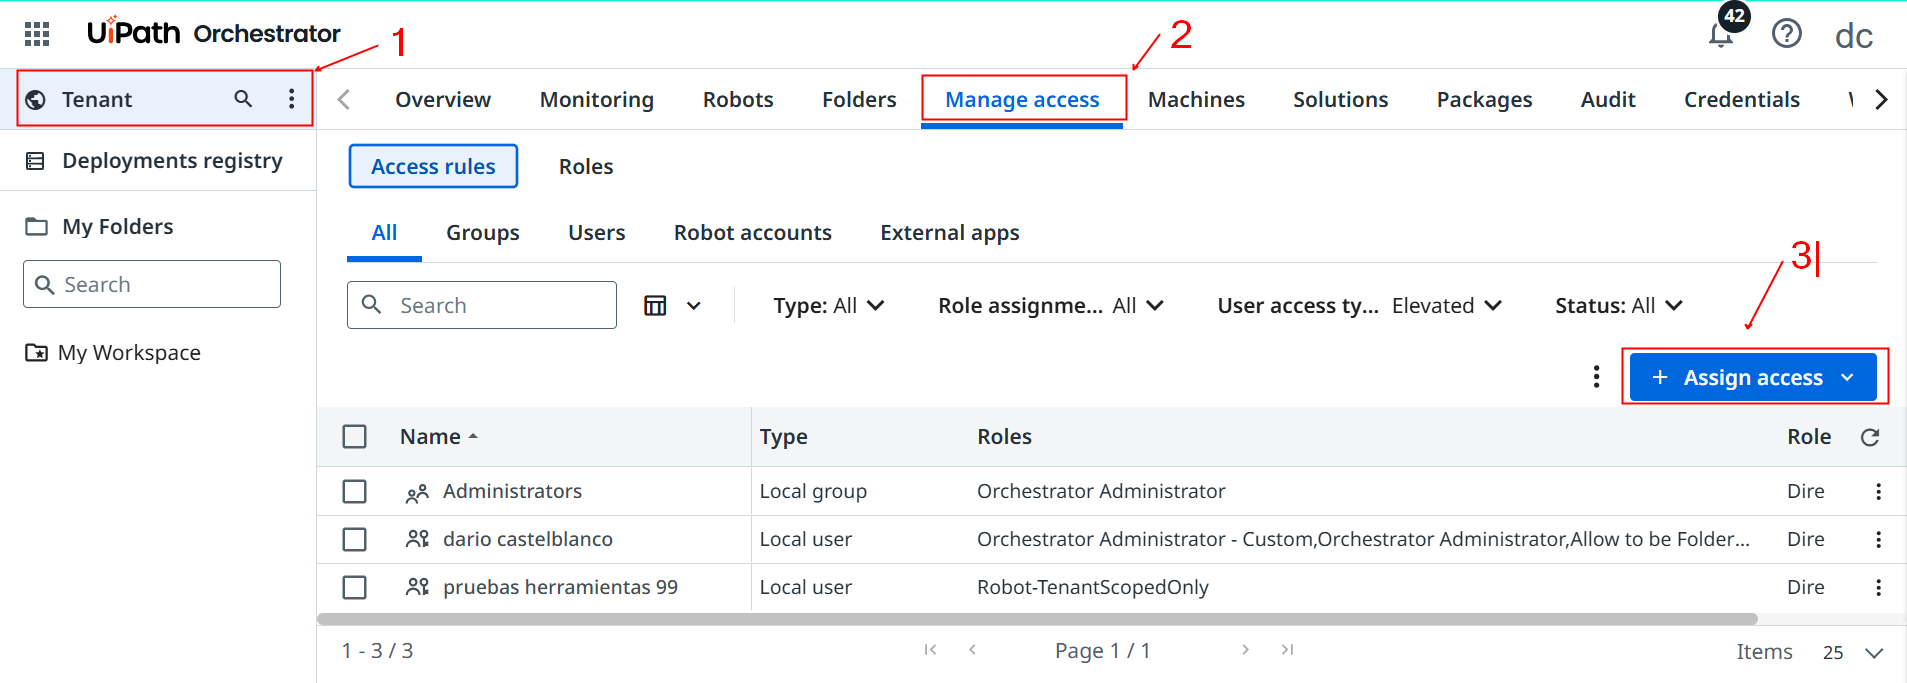 UiPath Orchestrator
1
2
42
dc
Tenant
Overview Monitoring Robots Folders Manage access Machines Solutions Packages Audit Credentials
Deployments registry
Access rules Roles
My Folders
All Groups Users Robot accounts External apps
3
Search
Search
Type: All Role assignme... All User access ty... Elevated Status: All
My Workspace
+ Assign access
Name Type Roles Role
Administrators Local group Orchestrator Administrator Dire
dario castelblanco Local user Orchestrator Administrator - Custom,Orchestrator Administrator,Allow to be Folder... Dire
pruebas herramientas 99 Local user Robot-TenantScopedOnly Dire
1 - 3 / 3 Page 1 / 1 Items 25